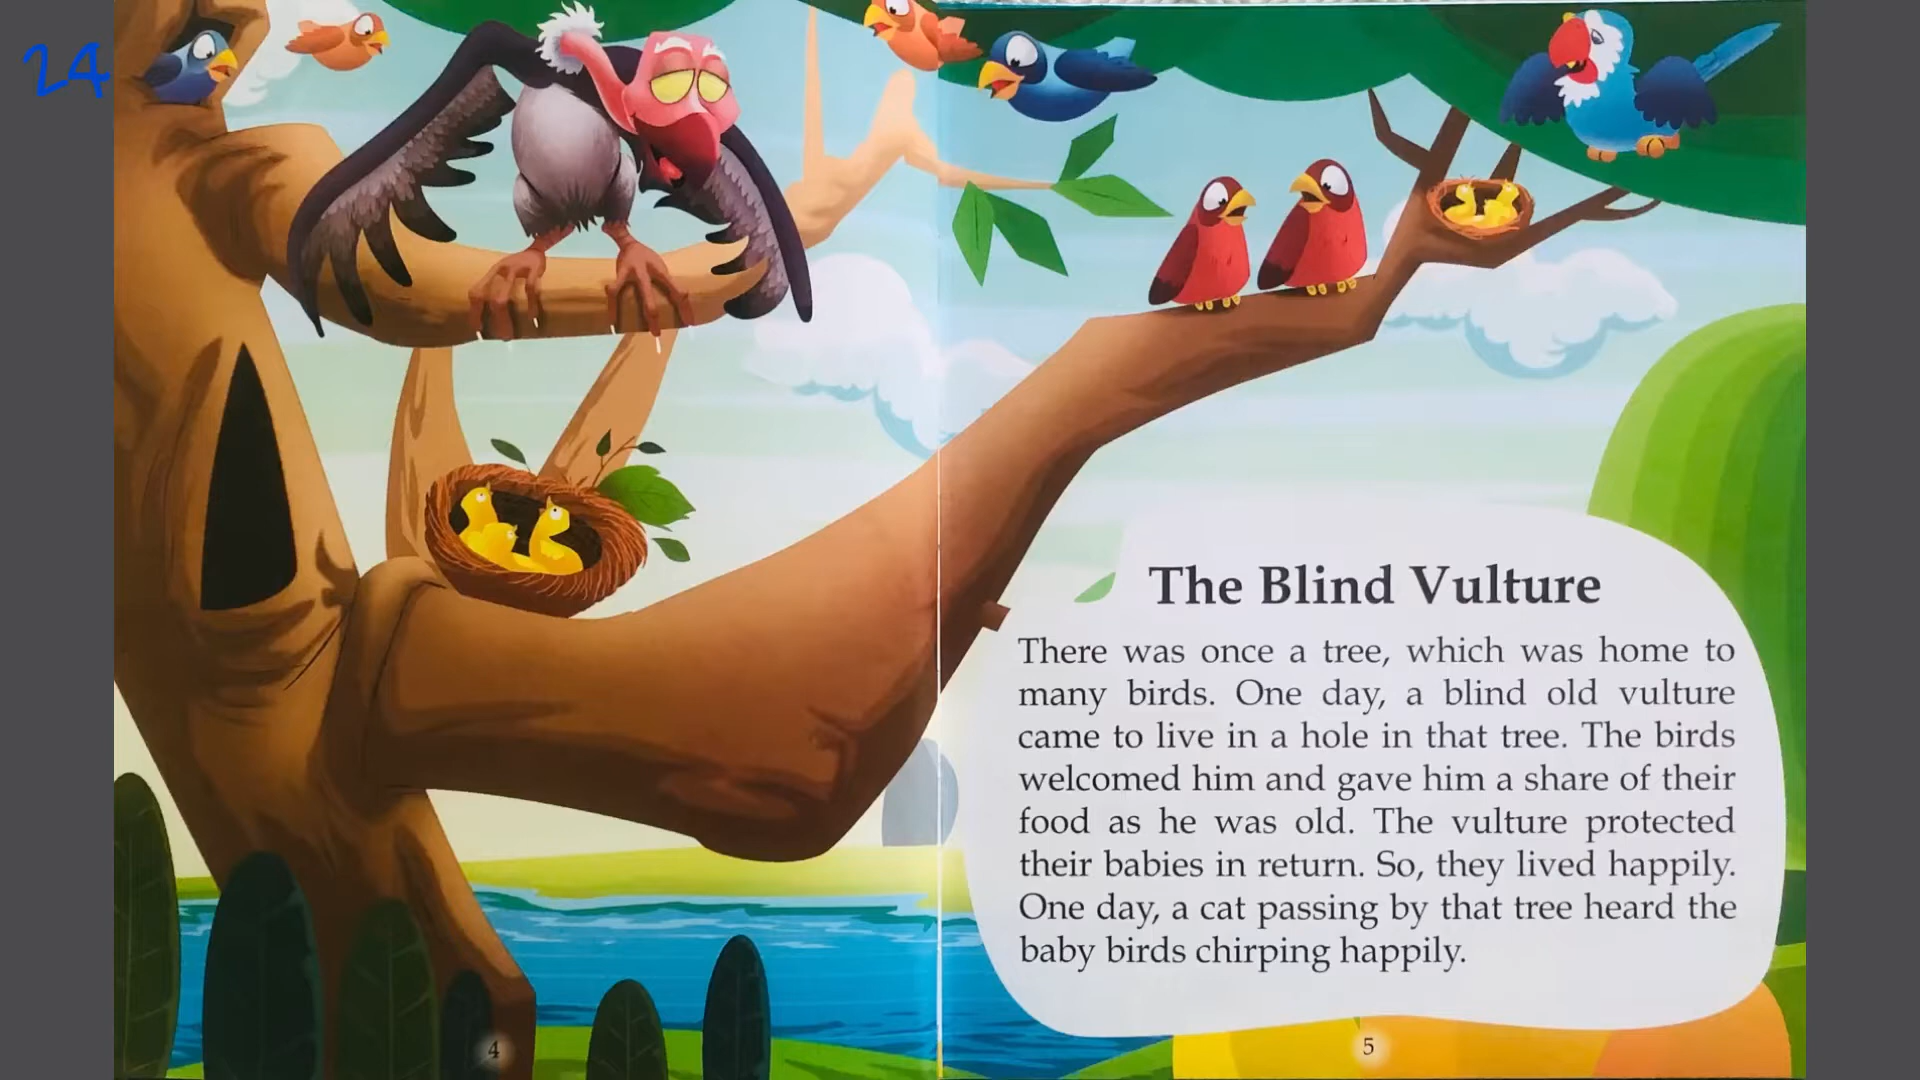 24
The Blind Vulture
There was once a tree, which was home to
many birds. One day, a blind old vulture
came to live in a hole in that tree. The birds
welcomed him and gave him a share of their
food as he was old. The vulture protected
their babies in return. So, they lived happily.
One day, a cat passing by that tree heard the
baby birds chirping happily.
4
5